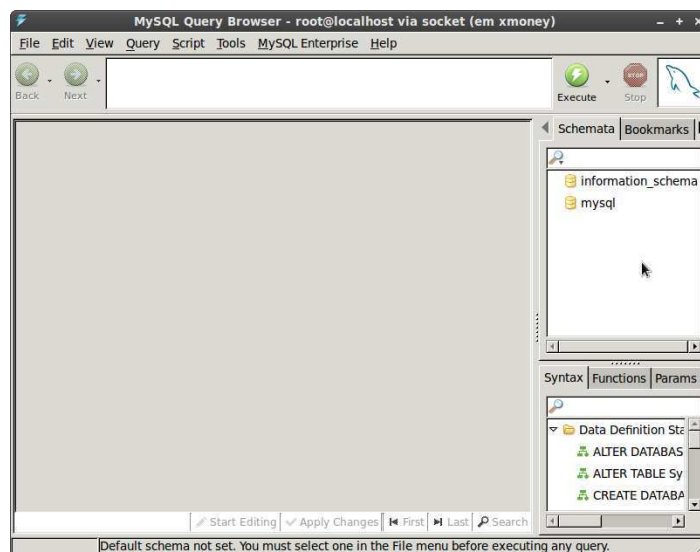 MySQL Query Browser - root@localhost via socket (em xmoney)
File Edit View Query Script Tools MySQL Enterprise Help
Back Next Execute STOP Stop
Schemata Bookmarks
information_schema
mysql
Syntax Functions Params
Data Definition Sta
ALTER DATABAS
ALTER TABLE Sy
CREATE DATABA
Start Editing Apply Changes First Last Search
Default schema not set. You must select one in the File menu before executing any query.